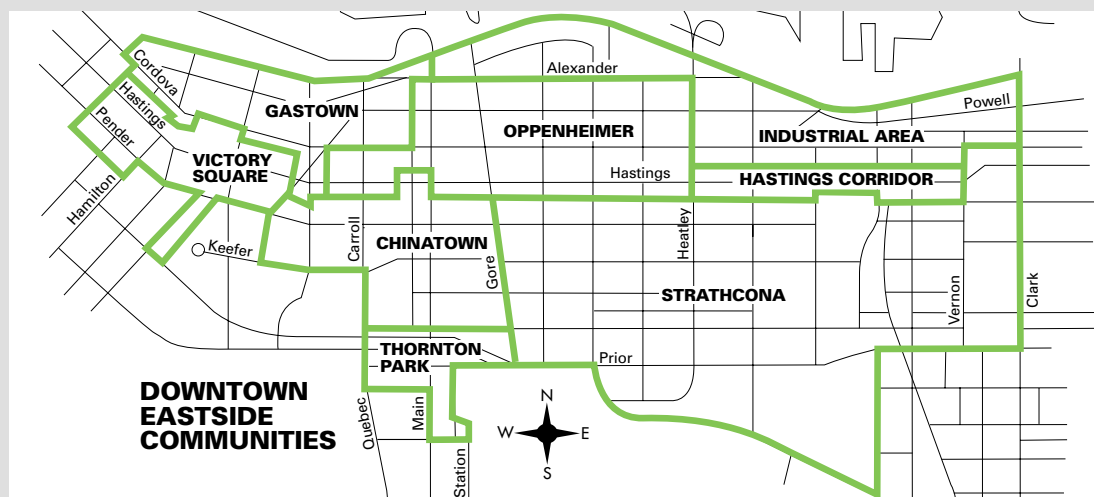 Cordova
Hastings
Pender
Hamilton
GASTOWN
VICTORY
SQUARE
Alexander
OPPENHEIMER
Powell
INDUSTRIAL AREA
Hastings
HASTINGS CORRIDOR
Keefer
Carroll
CHINATOWN
Gore
Heatley
STRATHCONA
Vernon
Clark
THORNTON
PARK
Prior
DOWNTOWN
EASTSIDE
COMMUNITIES
Quebec
Main
Station
N
W
E
S